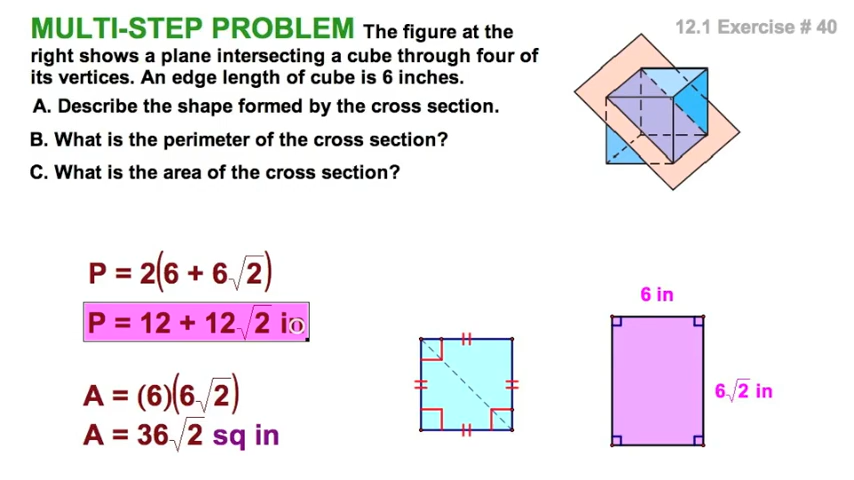 MULTI-STEP PROBLEM The figure at the
12.1 Exercise # 40
right shows a plane intersecting a cube through four of
its vertices. An edge length of cube is 6 inches.
A. Describe the shape formed by the cross section.
B. What is the perimeter of the cross section?
C. What is the area of the cross section?
P = 2(6 + 6√2)
P = 12 + 12√2 in
A = (6)(6√2)
A = 36√2 sq in
6 in
6√2 in